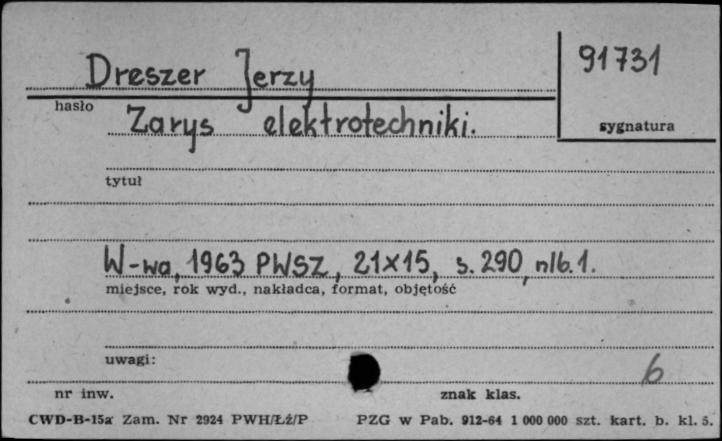 Dreszer Jerzy
91731
hasło
Zarys elektrotechniki.
sygnatura
tytuł
W-wa, 1963 PWSZ, 21×15, s. 290, nlb. 1.
miejsce, rok wyd., nakładca, format, objętość
uwagi:
6
nr inw.
znak klas.
CWD-B-15a Zam. Nr 2924 PWH/Łż/P PZG w Pab. 912-64 1 000 000 szt. kart. b. kl. 5.